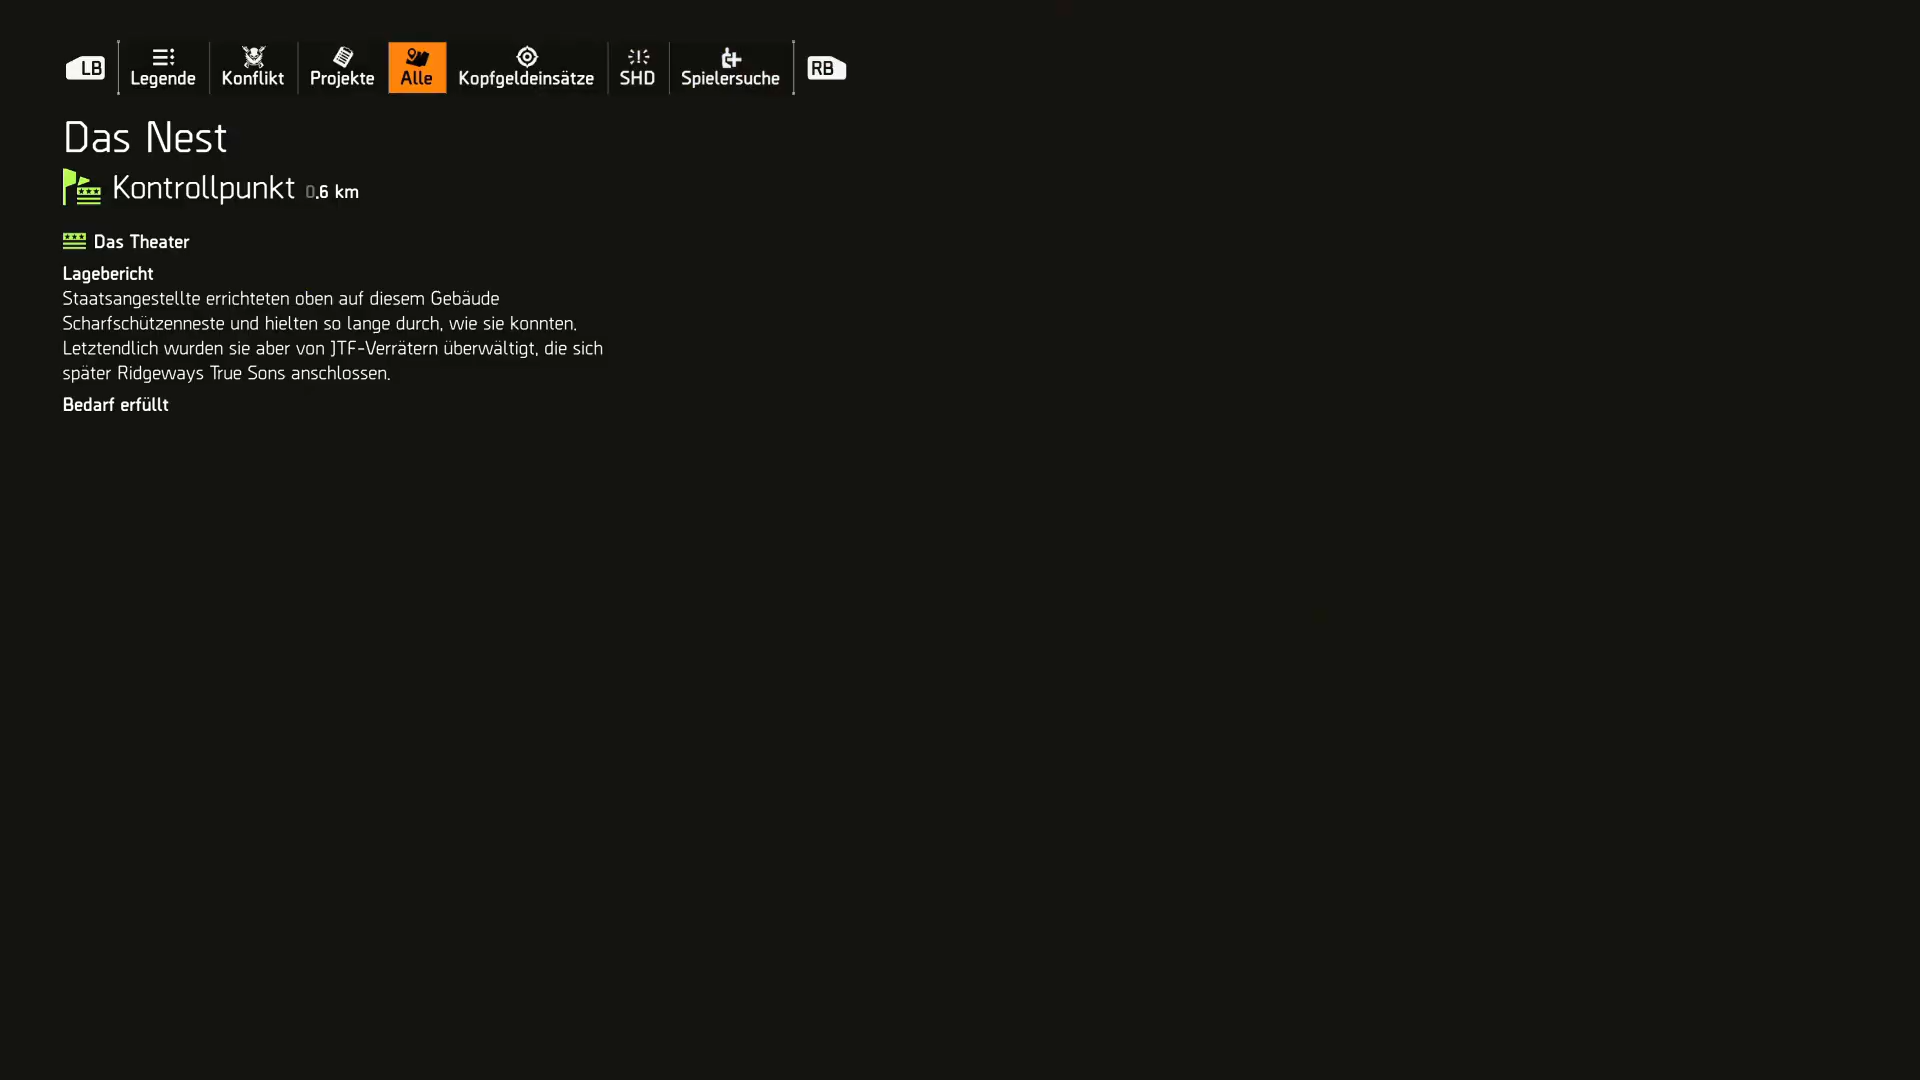 LB
Legende
Konflikt
Projekte
Alle
Kopfgeldeinsätze
SHD
Spielersuche
RB
Das Nest
Kontrollpunkt 0.6 km
Das Theater
Lagebericht
Staatsangestellte errichteten oben auf diesem Gebäude
Scharfschützenneste und hielten so lange durch, wie sie konnten.
Letztendlich wurden sie aber von JTF-Verrätern überwältigt, die sich
später Ridgeways True Sons anschlossen.
Bedarf erfüllt